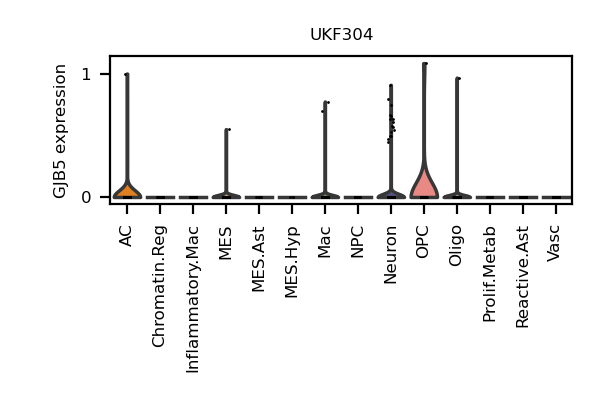 UKF304
GJB5 expression
1
0
AC
Chromatin.Reg
Inflammatory.Mac
MES
MES.Ast
MES.Hyp
Mac
NPC
Neuron
OPC
Oligo
Prolif.Metab
Reactive.Ast
Vasc